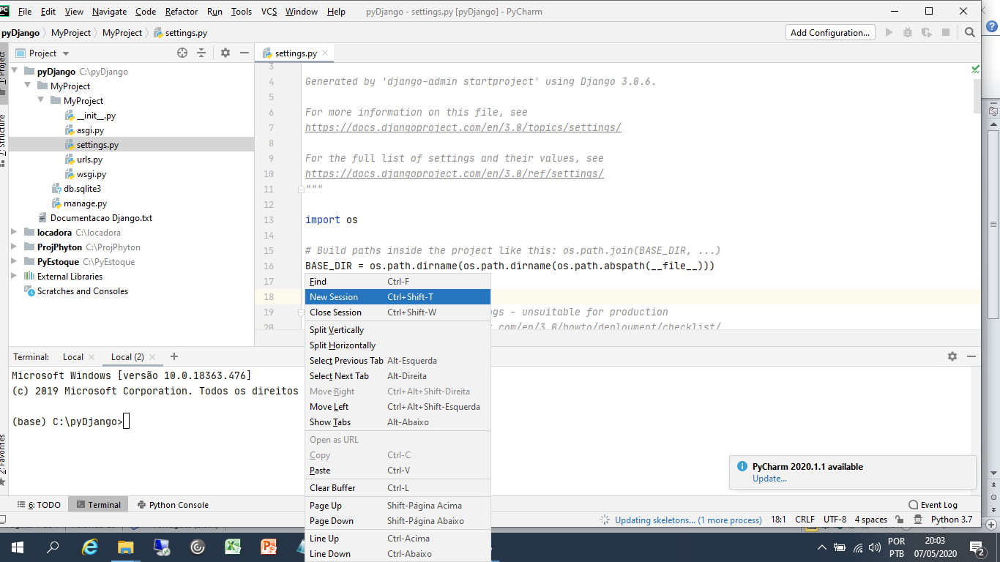 PC File Edit View Navigate Code Refactor Run Tools VCS Window Help pyDjango - settings.py [pyDjango] - PyCharm
pyDjango MyProject MyProject settings.py Add Configuration...
1: Project
Project
settings.py
pyDjango C:\pyDjango
MyProject
MyProject
__init__.py
asgi.py
settings.py
urls.py
wsgi.py
db.sqlite3
manage.py
Documentacao Django.txt
locadora C:\locadora
ProjPhyton C:\ProjPhyton
PyEstoque C:\PyEstoque
External Libraries
Scratches and Consoles
Z: Structure
3
4 Generated by 'django-admin startproject' using Django 3.0.6.
5
6 For more information on this file, see
7 https://docs.djangoproject.com/en/3.0/topics/settings/
8
9 For the full list of settings and their values, see
10 https://docs.djangoproject.com/en/3.0/ref/settings/
11 """
12
13 import os
14
15 # Build paths inside the project like this: os.path.join(BASE_DIR, ...)
16 BASE_DIR = os.path.dirname(os.path.dirname(os.path.abspath(__file__)))
17
18
19 ngs - unsuitable for production
20 .com/en/3.0/howto/deployment/checklist/
Find Ctrl-F
New Session Ctrl+Shift-T
Close Session Ctrl+Shift-W
Split Vertically
Split Horizontally
Select Previous Tab Alt-Esquerda
Select Next Tab Alt-Direita
Move Right Ctrl+Alt+Shift-Direita
Move Left Ctrl+Alt+Shift-Esquerda
Show Tabs Alt-Abaixo
Open as URL
Copy Ctrl-C
Paste Ctrl-V
Clear Buffer Ctrl-L
Page Up Shift-Página Acima
Page Down Shift-Página Abaixo
Line Up Ctrl-Acima
Line Down Ctrl-Abaixo
Terminal: Local Local (2)
Microsoft Windows [versão 10.0.18363.476]
(c) 2019 Microsoft Corporation. Todos os direitos
(base) C:\pyDjango>
2: Favorites
PyCharm 2020.1.1 available
Update...
6: TODO Terminal Python Console Event Log
Updating skeletons... (1 more process) 18:1 CRLF UTF-8 4 spaces Python 3.7
POR
PTB
20:03
07/05/2020
2